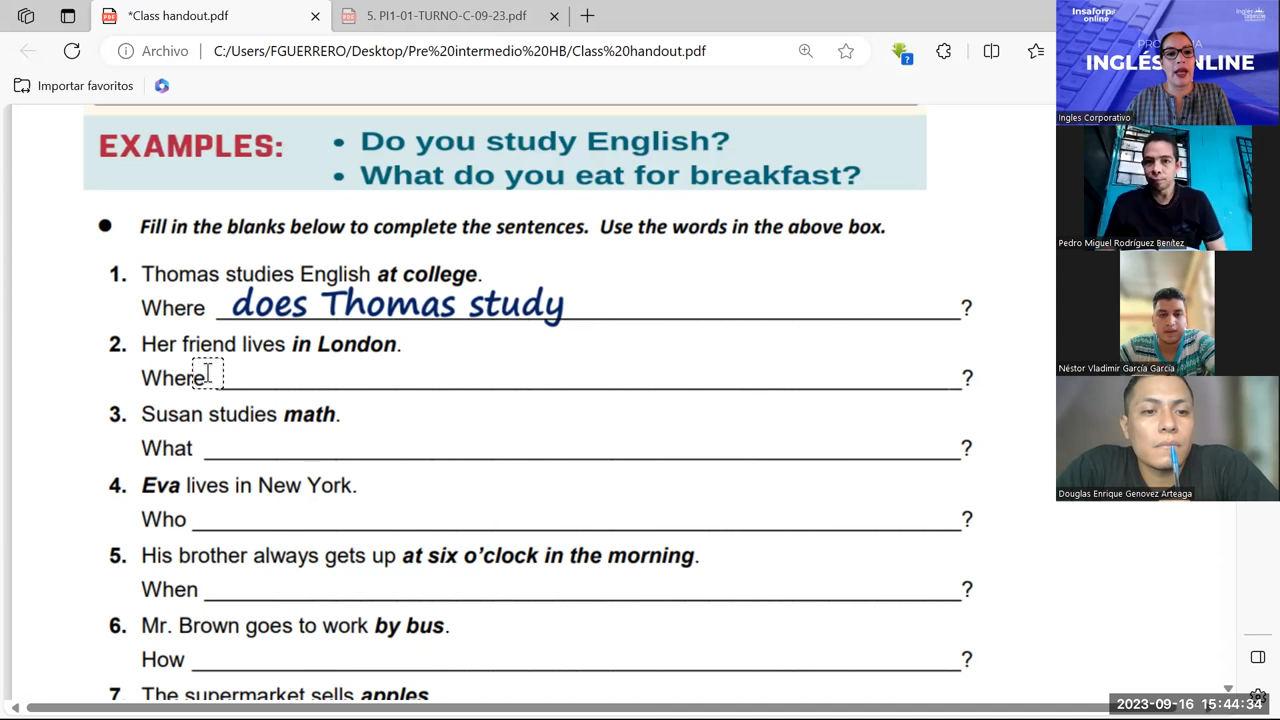 *Class handout.pdf
5. PI1-01-TURNO-C-09-23.pdf
Archivo
C:/Users/FGUERRERO/Desktop/Pre%20intermedio%20HB/Class%20handout.pdf
Importar favoritos
EXAMPLES:
• Do you study English?
• What do you eat for breakfast?
● Fill in the blanks below to complete the sentences. Use the words in the above box.
1. Thomas studies English at college.
Where does Thomas study ?
2. Her friend lives in London.
Where ?
3. Susan studies math.
What ?
4. Eva lives in New York.
Who ?
5. His brother always gets up at six o’clock in the morning.
When ?
6. Mr. Brown goes to work by bus.
How ?
7. The supermarket sells apples
Insaforp
online
Inglés
INGLÉS ONLINE
Ingles Corporativo
Pedro Miguel Rodríguez Benítez
Néstor Vladimir García García
Douglas Enrique Genovez Arteaga
2023-09-16 15:44:34